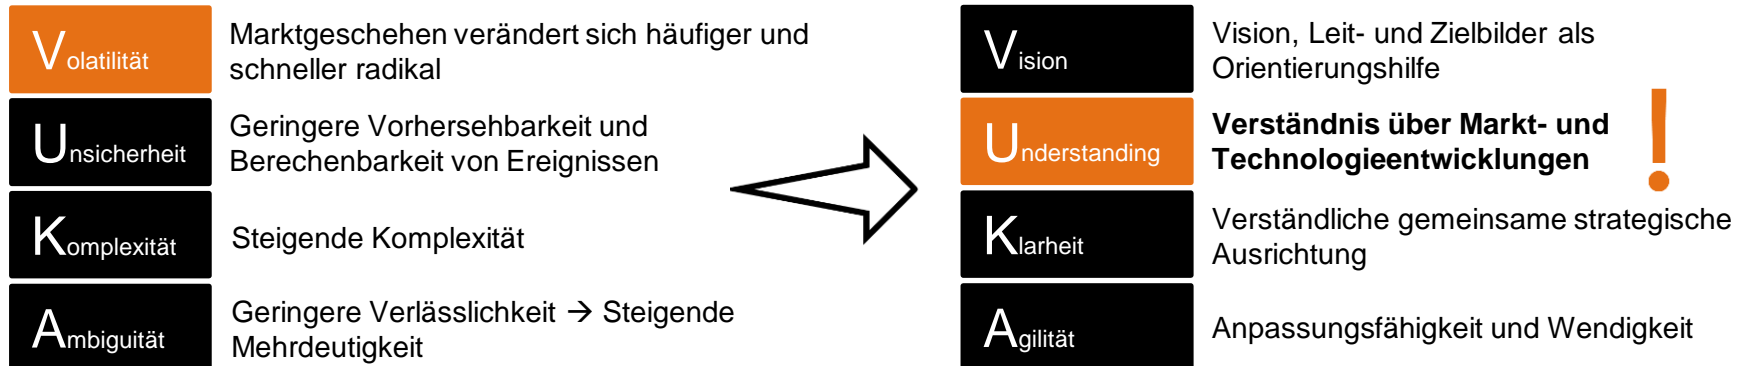 Volatilität
Marktgeschehen verändert sich häufiger und
schneller radikal
Unsicherheit
Geringere Vorhersehbarkeit und
Berechenbarkeit von Ereignissen
Komplexität
Steigende Komplexität
Ambiguität
Geringere Verlässlichkeit → Steigende
Mehrdeutigkeit
Vision
Vision, Leit- und Zielbilder als
Orientierungshilfe
Understanding
Verständnis über Markt- und
Technologieentwicklungen
!
Klarheit
Verständliche gemeinsame strategische
Ausrichtung
Agilität
Anpassungsfähigkeit und Wendigkeit